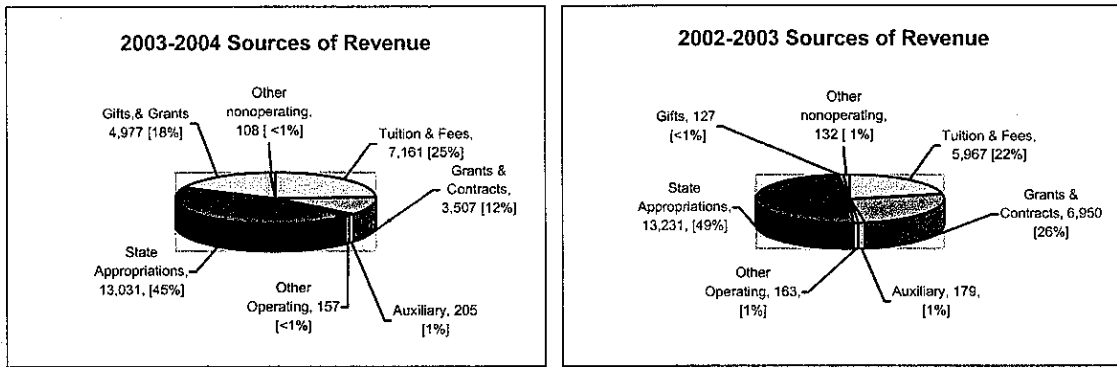 2003-2004 Sources of Revenue
Gifts,& Grants
4,977 [18%]
Other
nonoperating,
108 [ <1%]
Tuition & Fees,
7,161 [25%]
Grants &
Contracts,
3,507 [12%]
State
Appropriations,
13,031, [45%]
Other
Operating, 157
[<1%]
Auxiliary, 205
[1%]
2002-2003 Sources of Revenue
Gifts, 127
(<1%]
Other
nonoperating,
132 [ 1%]
Tuition & Fees,
5,967 [22%]
State
Appropriations,
13,231, [49%]
Grants &
Contracts, 6,950
[26%]
Other
Operating, 163,
[1%]
Auxiliary, 179,
[1%]